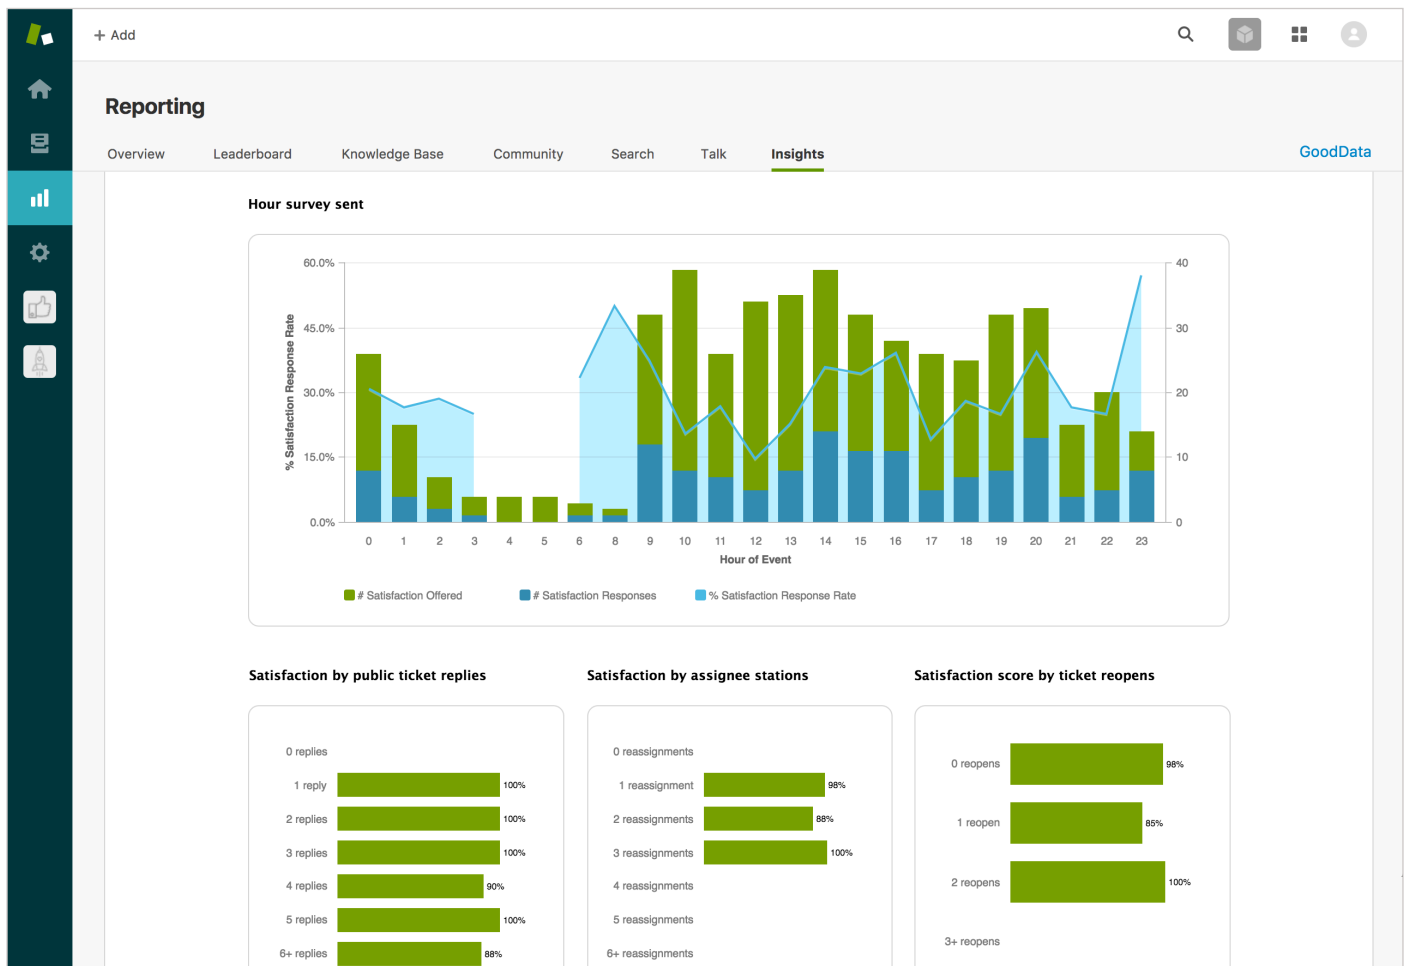 + Add
Reporting
Overview Leaderboard Knowledge Base Community Search Talk Insights GoodData
Hour survey sent
60.0% 40
45.0% 30
30.0% 20
15.0% 10
0.0% 0
% Satisfaction Response Rate
0 1 2 3 4 5 6 8 9 10 11 12 13 14 15 16 17 18 19 20 21 22 23
Hour of Event
# Satisfaction Offered # Satisfaction Responses % Satisfaction Response Rate
Satisfaction by public ticket replies
0 replies
1 reply 100%
2 replies 100%
3 replies 100%
4 replies 90%
5 replies 100%
6+ replies 88%
Satisfaction by assignee stations
0 reassignments
1 reassignment 98%
2 reassignments 88%
3 reassignments 100%
4 reassignments
5 reassignments
6+ reassignments
Satisfaction score by ticket reopens
0 reopens 98%
1 reopen 85%
2 reopens 100%
3+ reopens